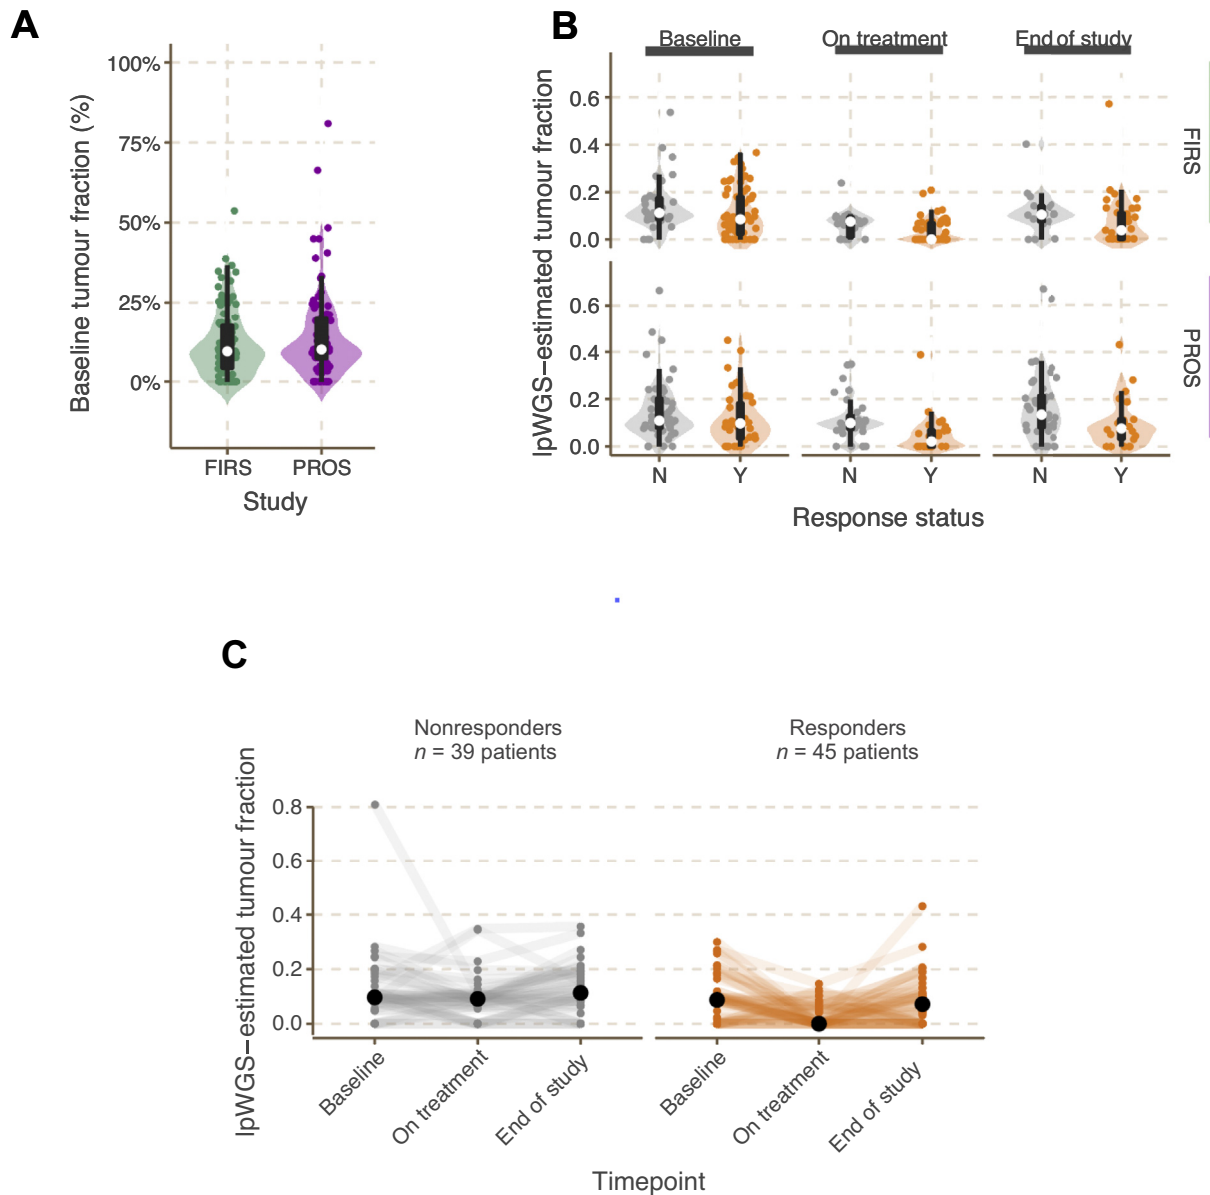 A
100%
75%
50%
25%
0%
Baseline tumour fraction (%)
FIRS PROS
Study
B
Baseline On treatment End of study
lpWGS−estimated tumour fraction
0.6
0.4
0.2
0.0
FIRS
0.6
0.4
0.2
0.0
PROS
N Y N Y N Y
Response status
C
Nonresponders
n = 39 patients
Responders
n = 45 patients
lpWGS−estimated tumour fraction
0.8
0.6
0.4
0.2
0.0
Baseline On treatment End of study Baseline On treatment End of study
Timepoint